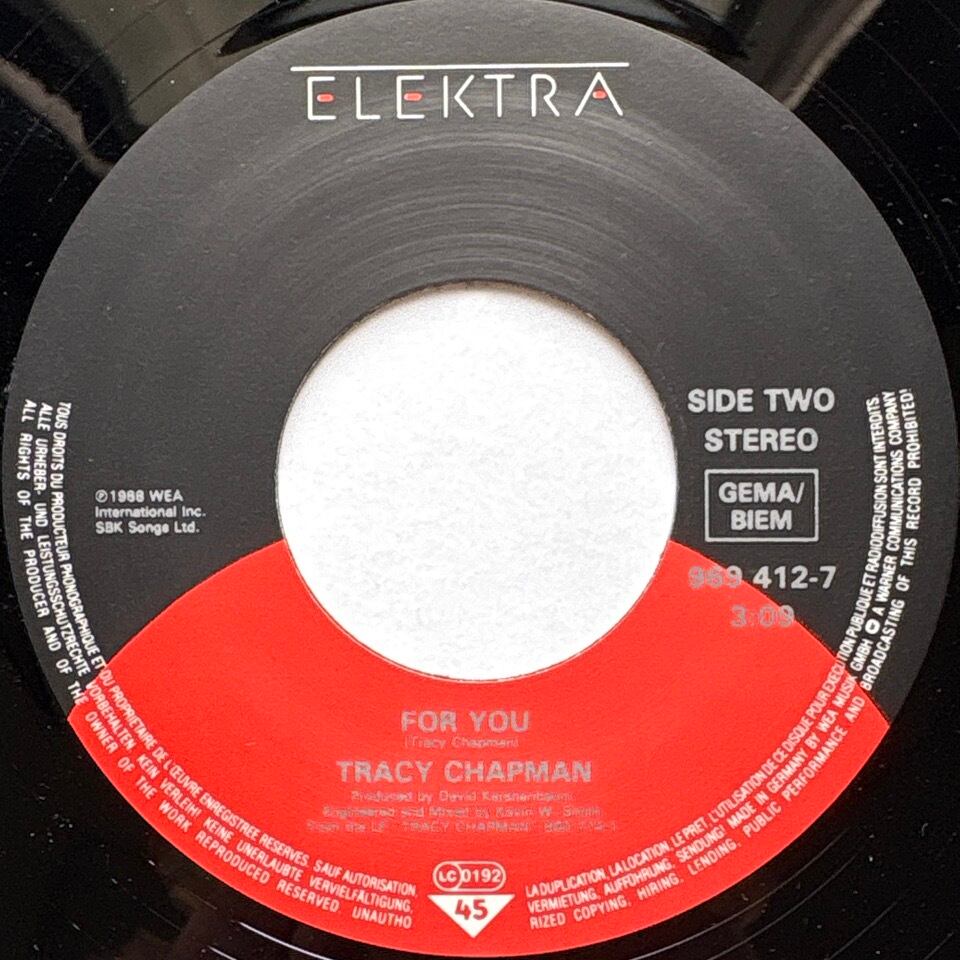 ELEKTRA
SIDE TWO
STEREO
GEMA/
BIEM
℗1988 WEA
International Inc.
SBK Songs Ltd.
969 412-7
3:09
FOR YOU
(Tracy Chapman)
TRACY CHAPMAN
Produced by David Kershenbaum
Engineered and Mixed by Kevin W. Smith
from the LP "TRACY CHAPMAN"
LC 0192
45
TOUS DROITS DU PRODUCTEUR PHONOGRAPHIQUE ET DU PROPRIETAIRE DE L'ŒUVRE ENREGISTREE RESERVES. SAUF AUTORISATION, LA DUPLICATION, LA LOCATION, LE PRET, L'UTILISATION DE CE DISQUE POUR EXECUTION PUBLIQUE ET RADIODIFFUSION SONT INTERDITS.
ALLE URHEBER- UND LEISTUNGSSCHUTZRECHTE VORBEHALTEN. KEIN VERLEIH! KEINE UNERLAUBTE VERVIELFÄLTIGUNG, VERMIETUNG, AUFFÜHRUNG, SENDUNG! MADE IN GERMANY BY WEA MUSIK GMBH A WARNER COMMUNICATIONS COMPANY
ALL RIGHTS OF THE PRODUCER AND OF THE OWNER OF THE WORK REPRODUCED RESERVED. UNAUTHORIZED COPYING, HIRING, LENDING, PUBLIC PERFORMANCE AND BROADCASTING OF THIS RECORD PROHIBITED!